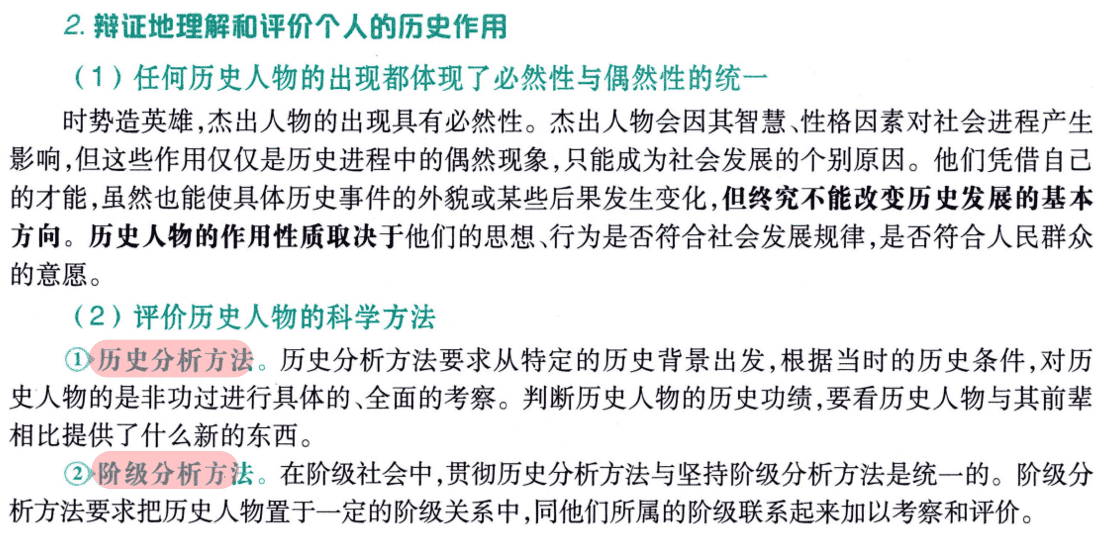 2. 辩证地理解和评价个人的历史作用
（1）任何历史人物的出现都体现了必然性与偶然性的统一
时势造英雄,杰出人物的出现具有必然性。杰出人物会因其智慧、性格因素对社会进程产生
影响,但这些作用仅仅是历史进程中的偶然现象,只能成为社会发展的个别原因。他们凭借自己
的才能,虽然也能使具体历史事件的外貌或某些后果发生变化,但终究不能改变历史发展的基本
方向。历史人物的作用性质取决于他们的思想、行为是否符合社会发展规律,是否符合人民群众
的意愿。
（2）评价历史人物的科学方法
①历史分析方法。历史分析方法要求从特定的历史背景出发,根据当时的历史条件,对历
史人物的是非功过进行具体的、全面的考察。判断历史人物的历史功绩,要看历史人物与其前辈
相比提供了什么新的东西。
②阶级分析方法。在阶级社会中,贯彻历史分析方法与坚持阶级分析方法是统一的。阶级分
析方法要求把历史人物置于一定的阶级关系中,同他们所属的阶级联系起来加以考察和评价。